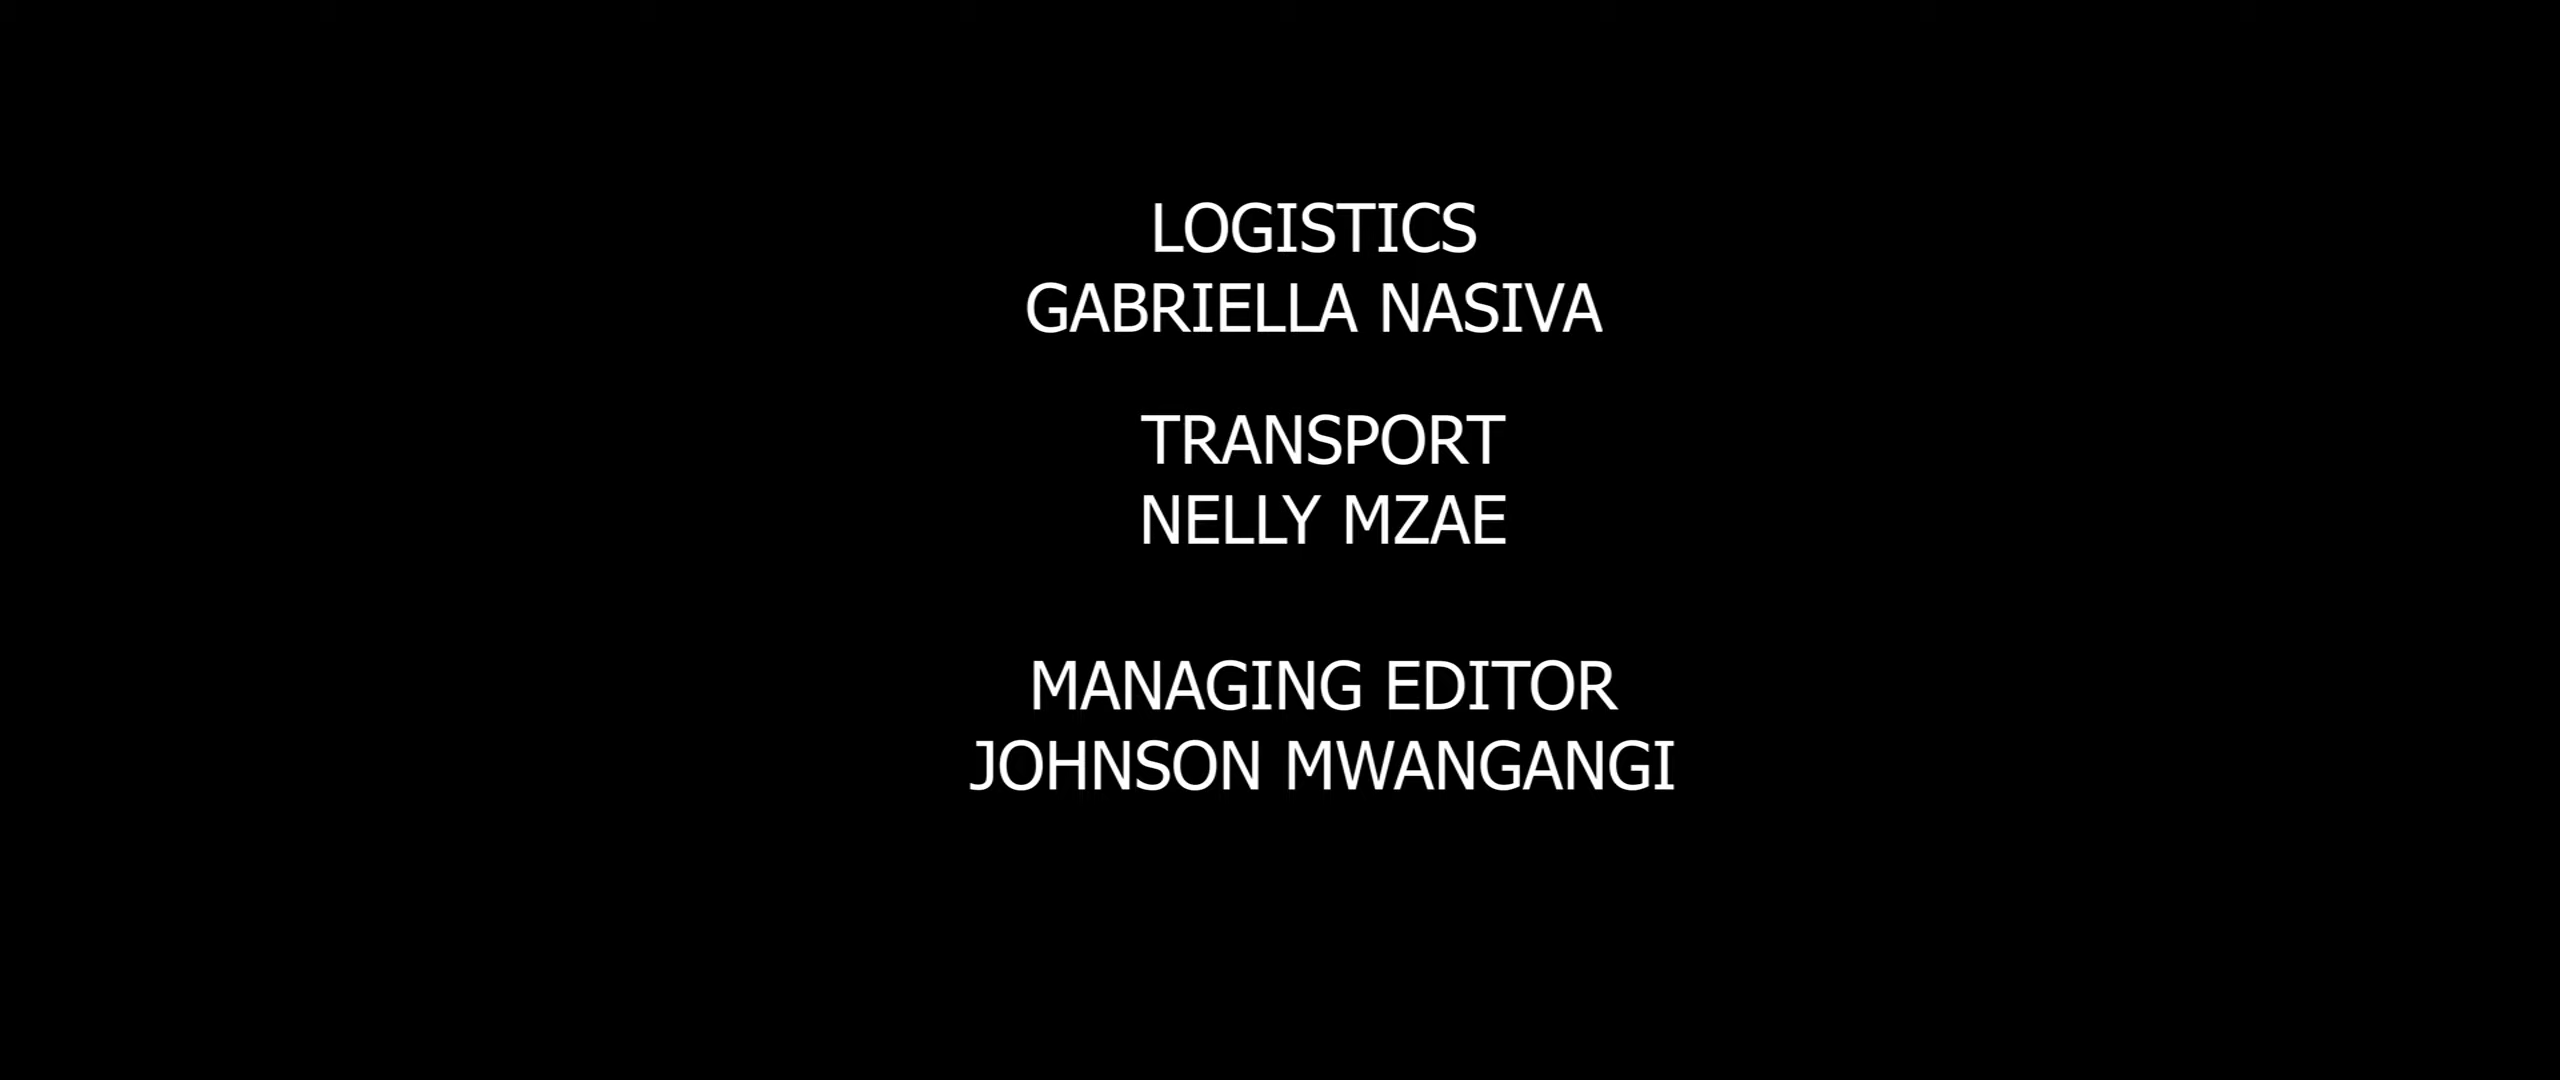 LOGISTICS
GABRIELLA NASIVA
TRANSPORT
NELLY MZAE
MANAGING EDITOR
JOHNSON MWANGANGI